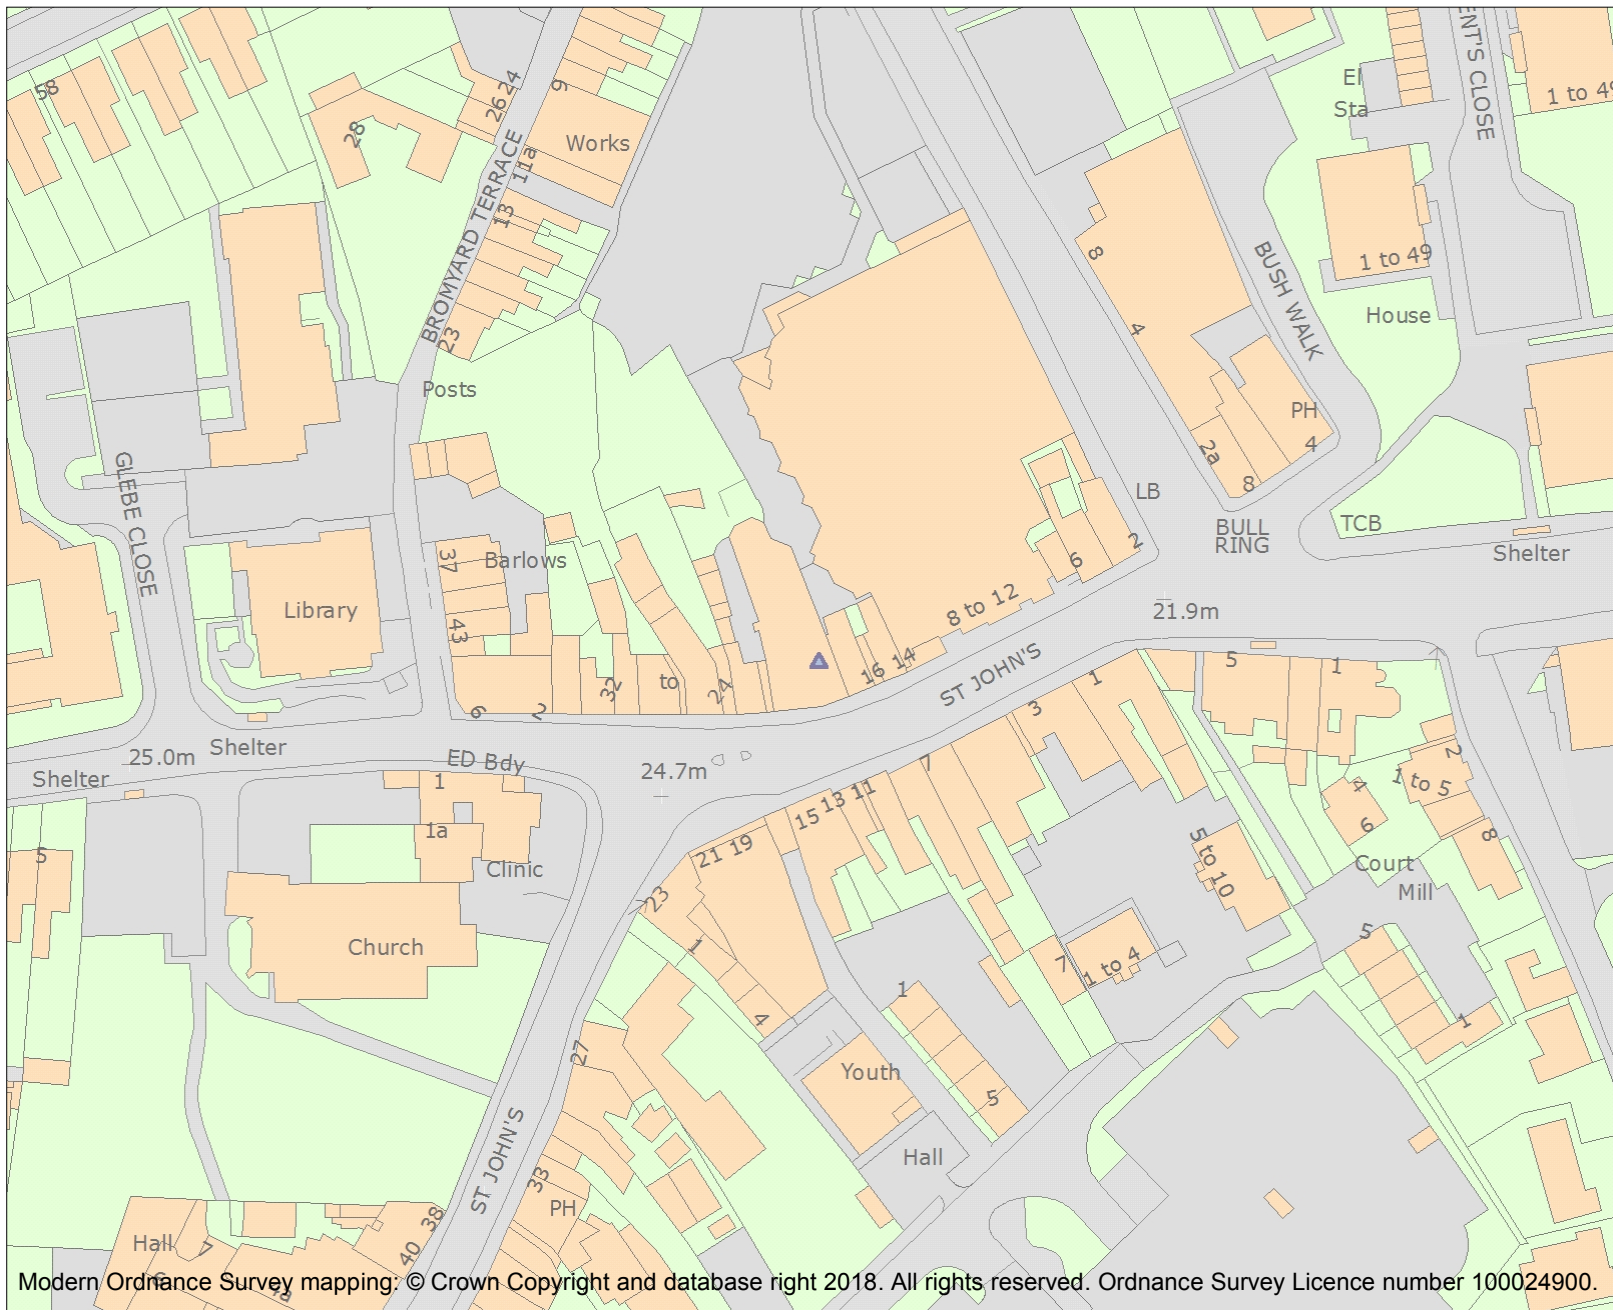 58
28
26 24
9
Works
11a
BROMYARD TERRACE
13
23
Posts
El
Sta
ENT'S CLOSE
1 to 49
1 to 49
House
8
4
BUSH WALK
PH
4
2a
8
LB
BULL
RING
TCB
Shelter
GLEBE CLOSE
Library
37
Barlows
43
6
2
32
to
24
16 14
8 to 12
6
2
21.9m
ST JOHN'S
25.0m
Shelter
Shelter
ED Bdy
24.7m
1
1a
Clinic
5
Church
1
3
7
15 13 11
21 19
23
1
4
5
1
2
1 to 5
4
6
8
Court
Mill
5 to 10
7
1 to 4
1
5
5
1
Youth
Hall
27
33
PH
ST JOHN'S
38
40
Hall
7
Modern Ordnance Survey mapping: © Crown Copyright and database right 2018. All rights reserved. Ordnance Survey Licence number 100024900.